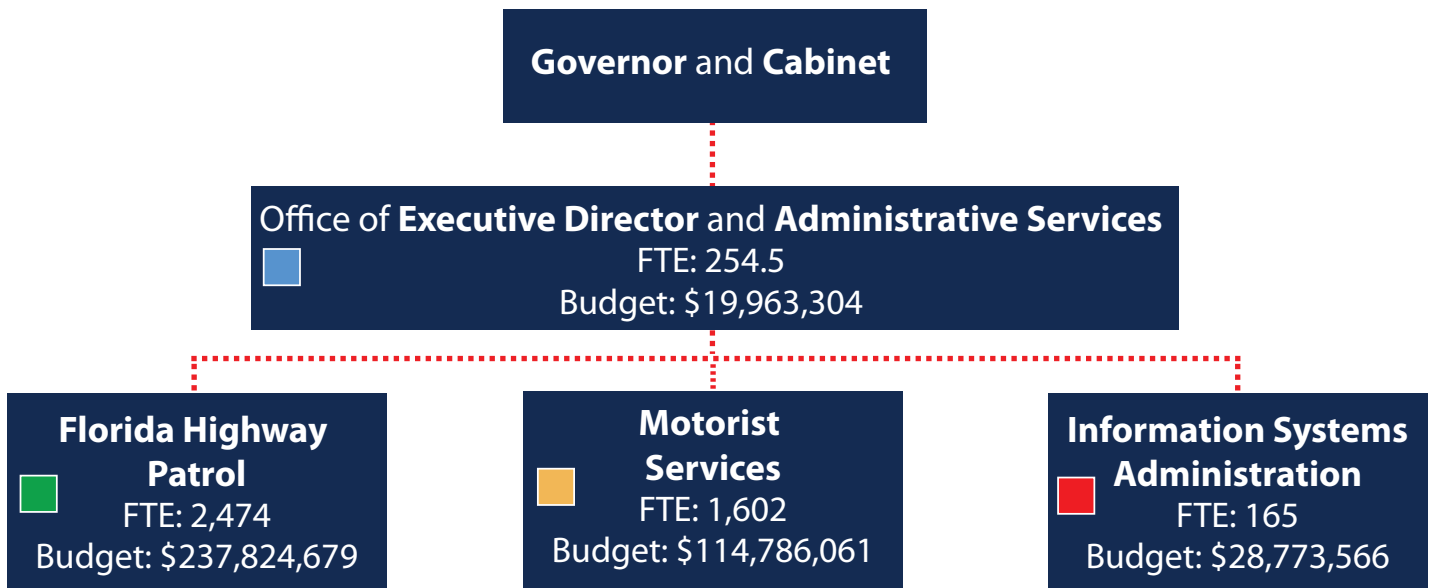 Governor and Cabinet
Office of Executive Director and Administrative Services
FTE: 254.5
Budget: $19,963,304
Florida Highway
Patrol
FTE: 2,474
Budget: $237,824,679
Motorist
Services
FTE: 1,602
Budget: $114,786,061
Information Systems
Administration
FTE: 165
Budget: $28,773,566